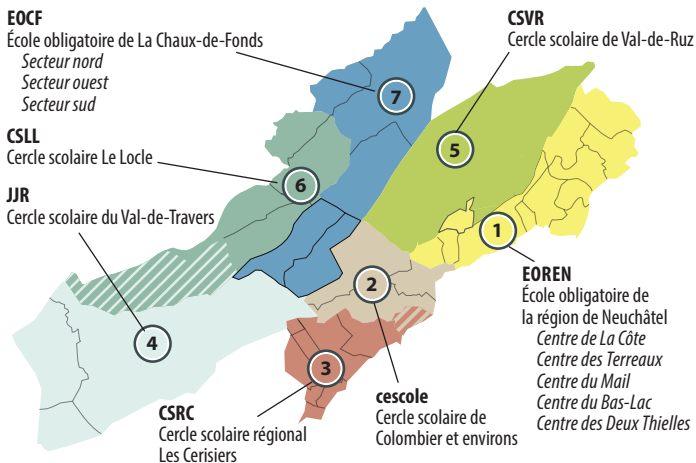 EOCF
École obligatoire de La Chaux-de-Fonds
Secteur nord
Secteur ouest
Secteur sud
CSLL
Cercle scolaire Le Locle
JJR
Cercle scolaire du Val-de-Travers
CSVR
Cercle scolaire de Val-de-Ruz
7
5
6
1
2
4
3
EOREN
École obligatoire de
la région de Neuchâtel
Centre de La Côte
Centre des Terreaux
Centre du Mail
Centre du Bas-Lac
Centre des Deux Thielles
cescole
Cercle scolaire de
Colombier et environs
CSRC
Cercle scolaire régional
Les Cerisiers